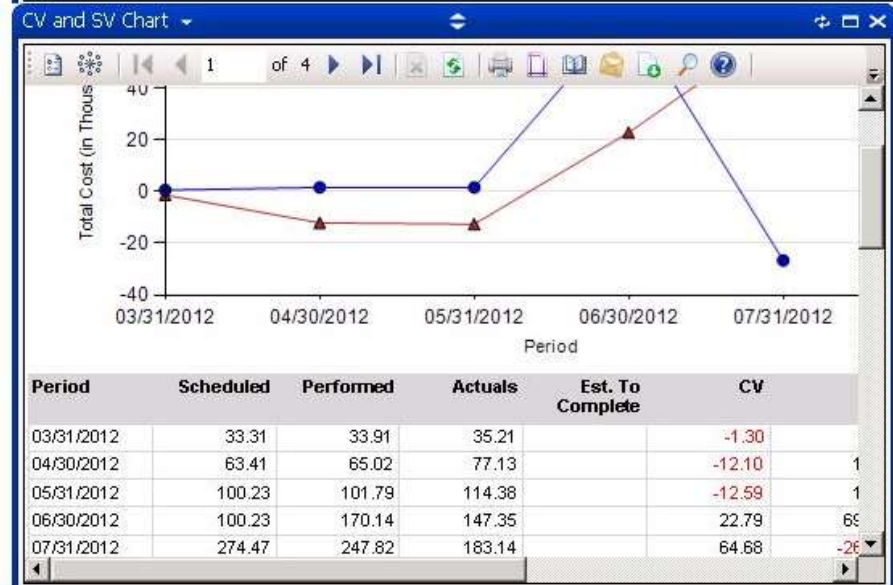 CV and SV Chart
1 of 4
Total Cost (in Thous
40
20
0
-20
-40
03/31/2012 04/30/2012 05/31/2012 06/30/2012 07/31/2012
Period
Period Scheduled Performed Actuals Est. To Complete CV
03/31/2012 33.31 33.91 35.21 -1.30
04/30/2012 63.41 65.02 77.13 -12.10 1
05/31/2012 100.23 101.79 114.38 -12.59 1
06/30/2012 100.23 170.14 147.35 22.79 69
07/31/2012 274.47 247.82 183.14 64.68 -26